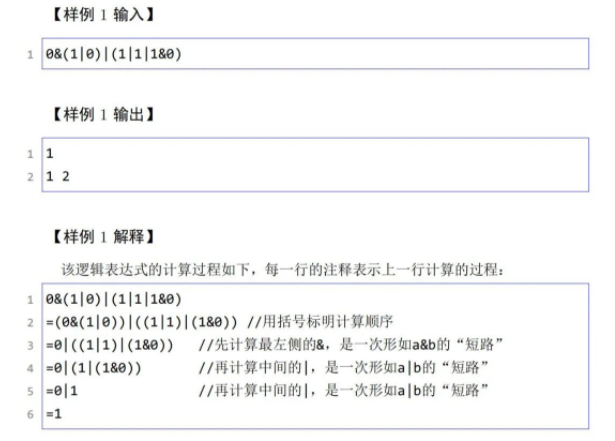 【样例 1 输入】
1 0&(1|0)|(1|1|1&0)
【样例 1 输出】
1 1
2 1 2
【样例 1 解释】
该逻辑表达式的计算过程如下，每一行的注释表示上一行计算的过程：
1 0&(1|0)|(1|1|1&0)
2 =(0&(1|0))|((1|1)|(1&0)) //用括号标明计算顺序
3 =0|((1|1)|(1&0)) //先计算最左侧的&，是一次形如a&b的“短路”
4 =0|(1|(1&0)) //再计算中间的|，是一次形如a|b的“短路”
5 =0|1 //再计算中间的|，是一次形如a|b的“短路”
6 =1